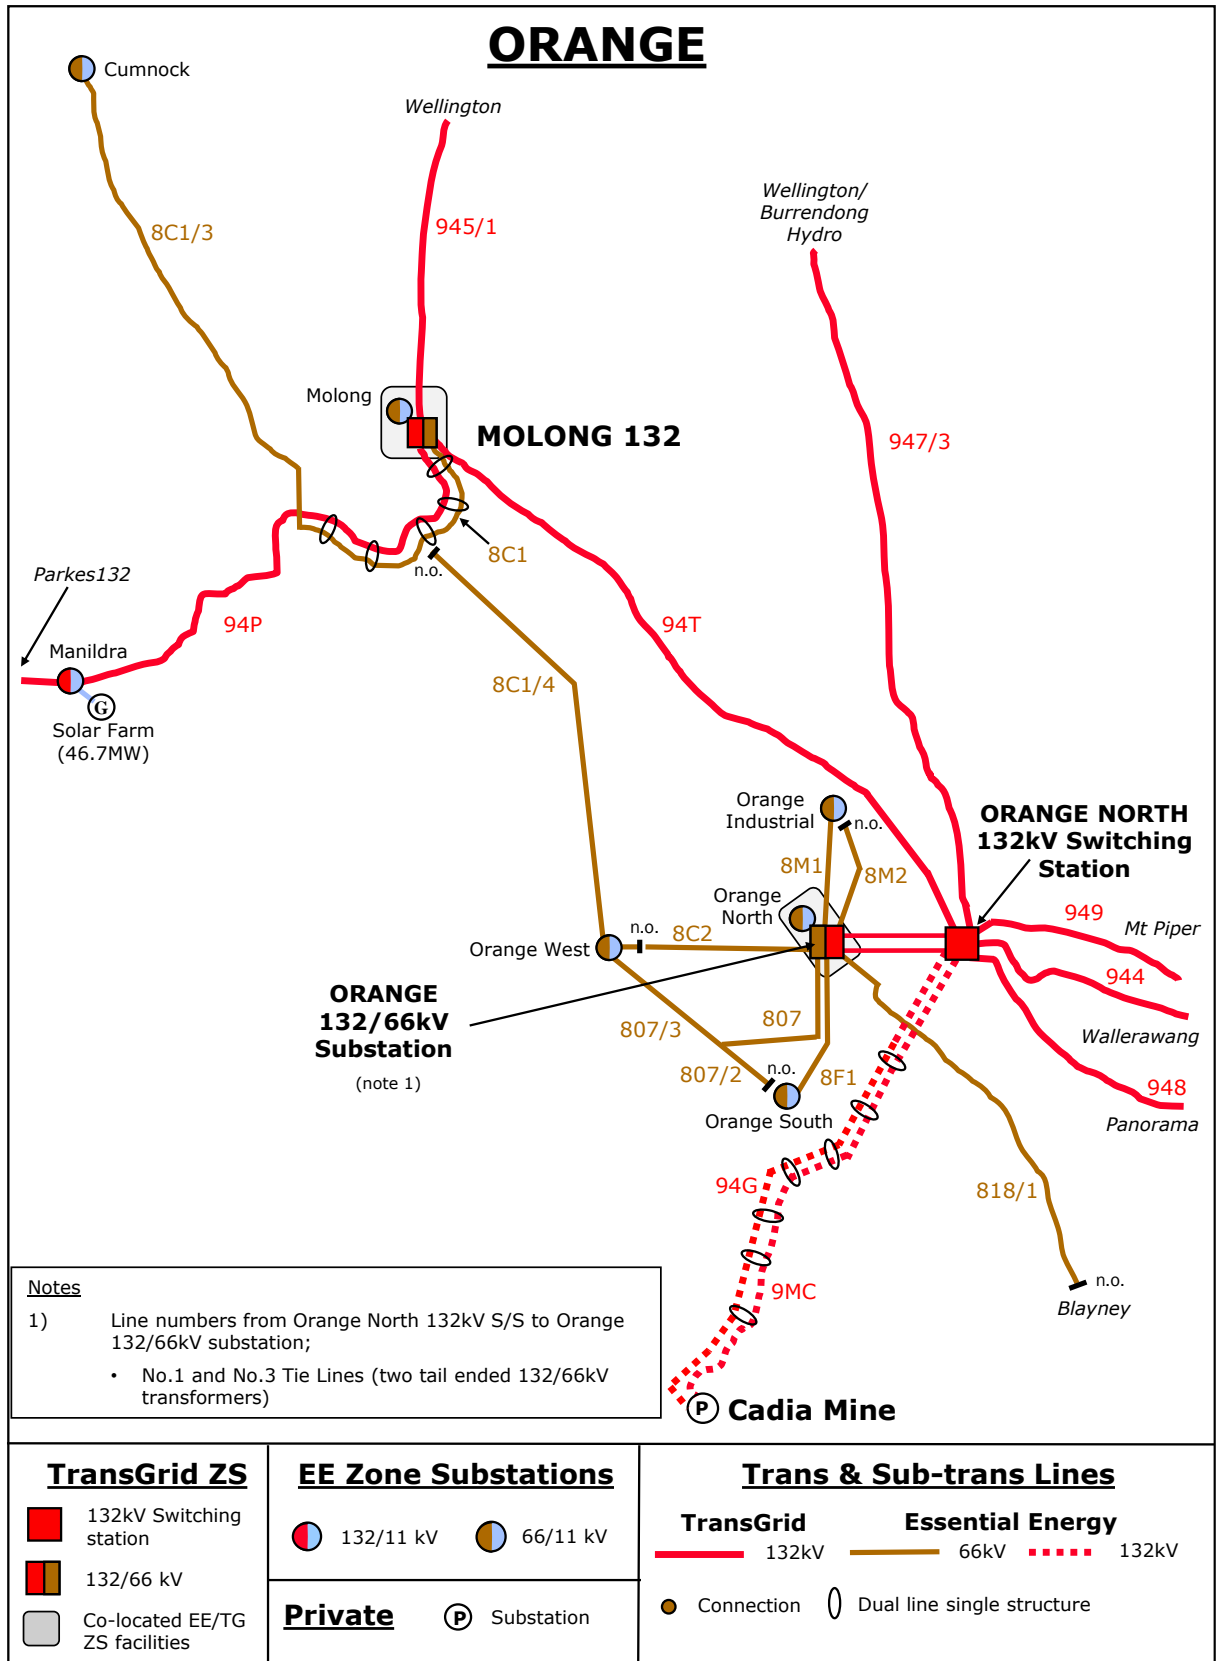 ORANGE
Cumnock
Wellington
Wellington/
Burrendong
Hydro
8C1/3
945/1
947/3
Molong
MOLONG 132
8C1
n.o.
Parkes132
94P
94T
Manildra
8C1/4
G
Solar Farm
(46.7MW)
Orange
Industrial
n.o.
ORANGE NORTH
132kV Switching
Station
8M1
8M2
Orange
North
949
Mt Piper
n.o.
8C2
Orange West
944
ORANGE
132/66kV
Substation
(note 1)
807/3
807
Wallerawang
807/2
n.o.
8F1
948
Orange South
Panorama
94G
818/1
9MC
n.o.
Blayney
Notes
1) Line numbers from Orange North 132kV S/S to Orange
132/66kV substation;
• No.1 and No.3 Tie Lines (two tail ended 132/66kV
transformers)
P Cadia Mine
TransGrid ZS
132kV Switching
station
132/66 kV
Co-located EE/TG
ZS facilities
EE Zone Substations
132/11 kV
66/11 kV
Private
P Substation
Trans & Sub-trans Lines
TransGrid
Essential Energy
132kV
66kV
132kV
Connection
Dual line single structure